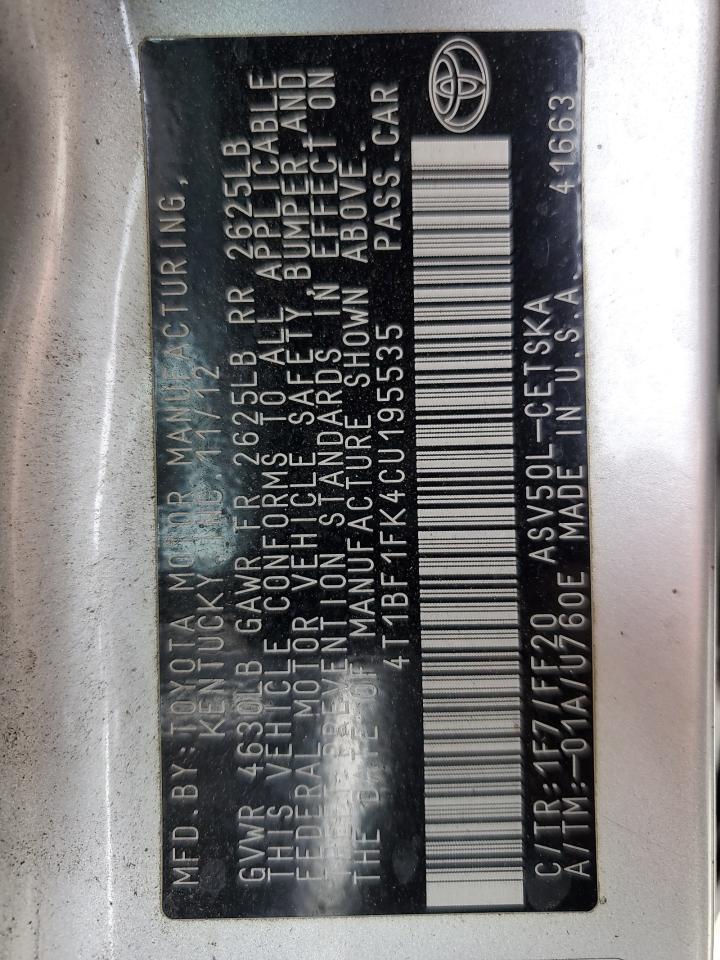 MFD.BY:TOYOTA MOTOR MANUFACTURING,
KENTUCKY INC. 11/12
GVWR 4630LB GAWR FR 2625LB RR 2625LB
THIS VEHICLE CONFORMS TO ALL APPLICABLE
FEDERAL MOTOR VEHICLE SAFETY,BUMPER,AND
THEFT PREVENTION STANDARDS IN EFFECT ON
THE DATE OF MANUFACTURE SHOWN ABOVE.
4T1BF1FK4CU195535 PASS.CAR
C/TR:1F7/FF20 ASV50L-CETSKA
A/TM:-01A/U760E MADE IN U.S.A. 41663